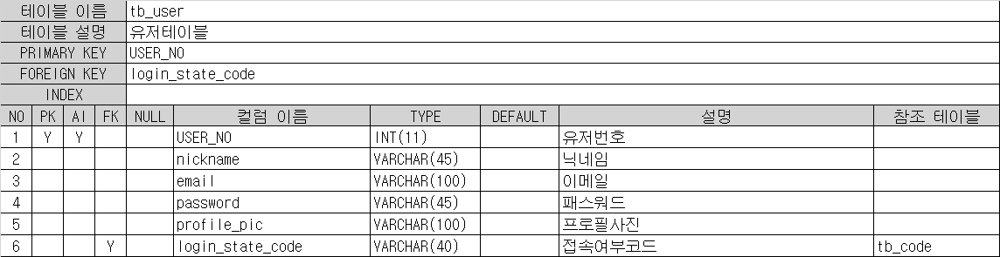 테이블 이름 tb_user
테이블 설명 유저테이블
PRIMARY KEY USER_NO
FOREIGN KEY login_state_code
INDEX
NO PK AI FK NULL 컬럼 이름 TYPE DEFAULT 설명 참조 테이블
1 Y Y USER_NO INT(11) 유저번호
2 nickname VARCHAR(45) 닉네임
3 email VARCHAR(100) 이메일
4 password VARCHAR(45) 패스워드
5 profile_pic VARCHAR(100) 프로필사진
6 Y login_state_code VARCHAR(40) 접속여부코드 tb_code